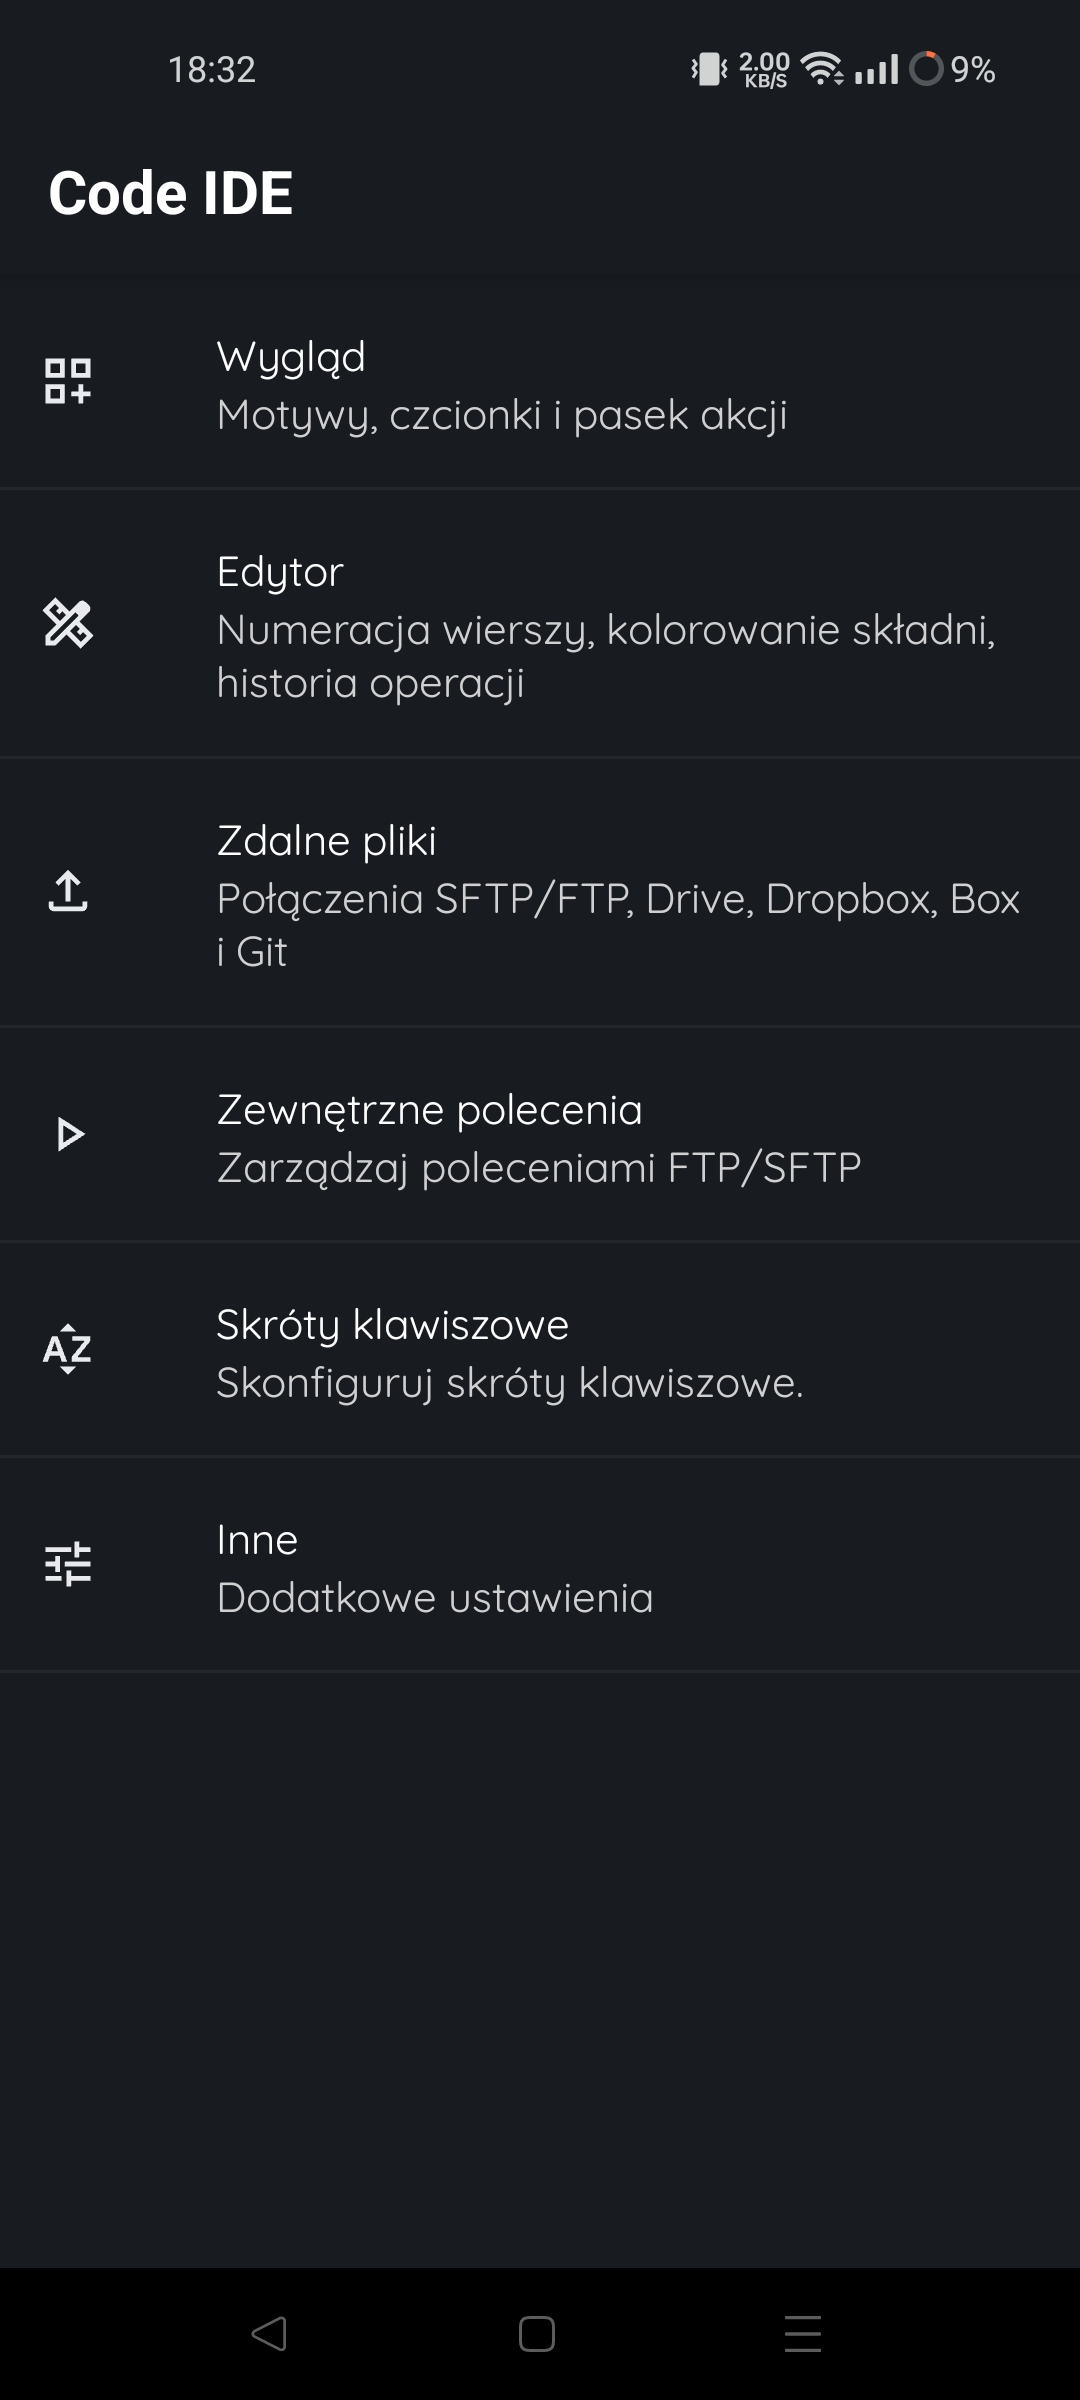 18:32
2.00
KB/S
9%
Code IDE
Wygląd
Motywy, czcionki i pasek akcji
Edytor
Numeracja wierszy, kolorowanie składni,
historia operacji
Zdalne pliki
Połączenia SFTP/FTP, Drive, Dropbox, Box
i Git
Zewnętrzne polecenia
Zarządzaj poleceniami FTP/SFTP
AZ
Skróty klawiszowe
Skonfiguruj skróty klawiszowe.
Inne
Dodatkowe ustawienia